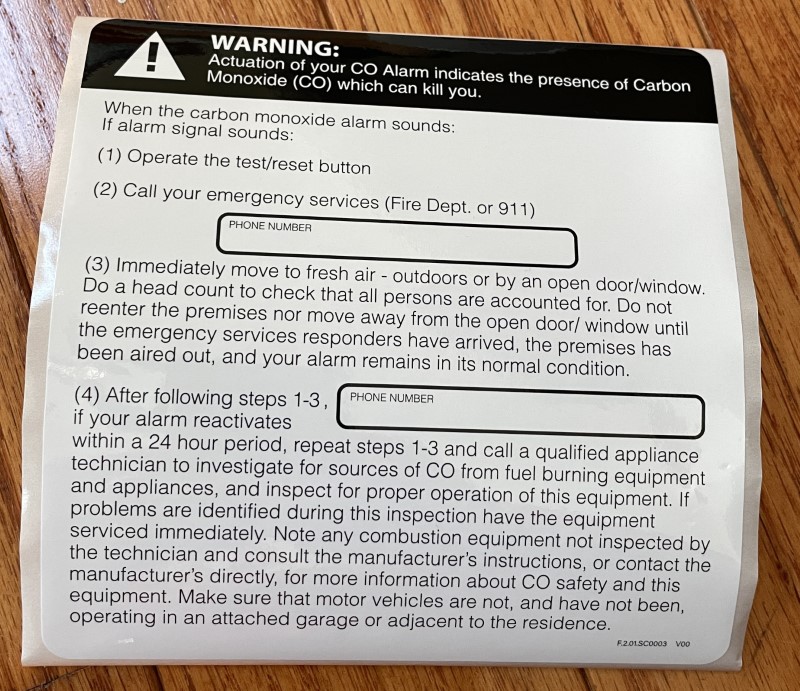 WARNING:
Actuation of your CO Alarm indicates the presence of Carbon
Monoxide (CO) which can kill you.
When the carbon monoxide alarm sounds:
If alarm signal sounds:
(1) Operate the test/reset button
(2) Call your emergency services (Fire Dept. or 911)
PHONE NUMBER
(3) Immediately move to fresh air - outdoors or by an open door/window.
Do a head count to check that all persons are accounted for. Do not
reenter the premises nor move away from the open door/ window until
the emergency services responders have arrived, the premises has
been aired out, and your alarm remains in its normal condition.
(4) After following steps 1-3,
if your alarm reactivates
PHONE NUMBER
within a 24 hour period, repeat steps 1-3 and call a qualified appliance
technician to investigate for sources of CO from fuel burning equipment
and appliances, and inspect for proper operation of this equipment. If
problems are identified during this inspection have the equipment
serviced immediately. Note any combustion equipment not inspected by
the technician and consult the manufacturer's instructions, or contact the
manufacturer's directly, for more information about CO safety and this
equipment. Make sure that motor vehicles are not, and have not been,
operating in an attached garage or adjacent to the residence.
F.2.01.SC0003 V00